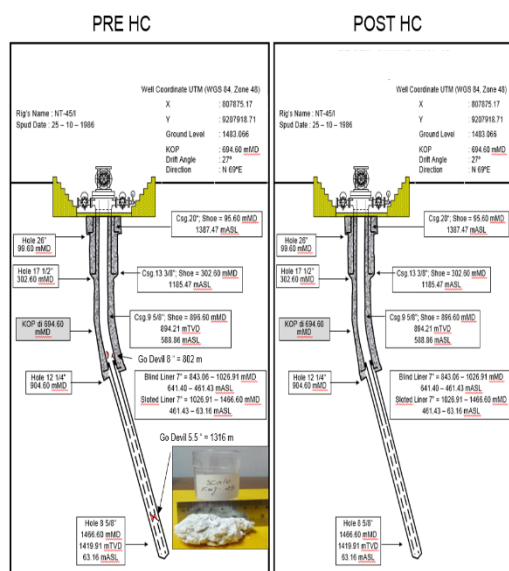 PRE HC
Well Coordinate UTM (WGS 84, Zone 48)
X : 807875.17
Y : 9207918.71
Ground Level : 1483.066
KOP : 694.60 mMD
Drift Angle : 27°
Direction : N 69°E
Rig's Name : NT-45/I
Spud Date : 25 – 10 – 1986
Csg.20"; Shoe = 95.60 mMD
1387.47 mASL
Hole 26"
99.60 mMD
Hole 17 1/2"
302.60 mMD
Csg.13 3/8"; Shoe = 302.60 mMD
1185.47 mASL
KOP di 694.60
mMD
Csg.9 5/8"; Shoe = 896.60 mMD
894.21 mTVD
588.86 mASL
Go Devil 6 " = 802 m
Hole 12 1/4"
904.60 mMD
Blind Liner 7" = 843.06 – 1026.91 mMD
641.40 – 461.43 mASL
Sloted Liner 7" = 1026.91 – 1466.60 mMD
461.43 – 63.16 mASL
Go Devil 5.5 " = 1316 m
Hole 8 5/8"
1466.60 mMD
1419.91 mTVD
63.16 mASL
POST HC
Well Coordinate UTM (WGS 84, Zone 48)
X : 807875.17
Y : 9207918.71
Ground Level : 1483.066
KOP : 694.60 mMD
Drift Angle : 27°
Direction : N 69°E
Rig's Name : NT-45/I
Spud Date : 25 – 10 – 1986
Csg.20"; Shoe = 95.60 mMD
1387.47 mASL
Hole 26"
99.60 mMD
Hole 17 1/2"
302.60 mMD
Csg.13 3/8"; Shoe = 302.60 mMD
1185.47 mASL
KOP di 694.60
mMD
Csg.9 5/8"; Shoe = 896.60 mMD
894.21 mTVD
588.86 mASL
Hole 12 1/4"
904.60 mMD
Blind Liner 7" = 843.06 – 1026.91 mMD
641.40 – 461.43 mASL
Sloted Liner 7" = 1026.91 – 1466.60 mMD
461.43 – 63.16 mASL
Hole 8 5/8"
1466.60 mMD
1419.91 mTVD
63.16 mASL